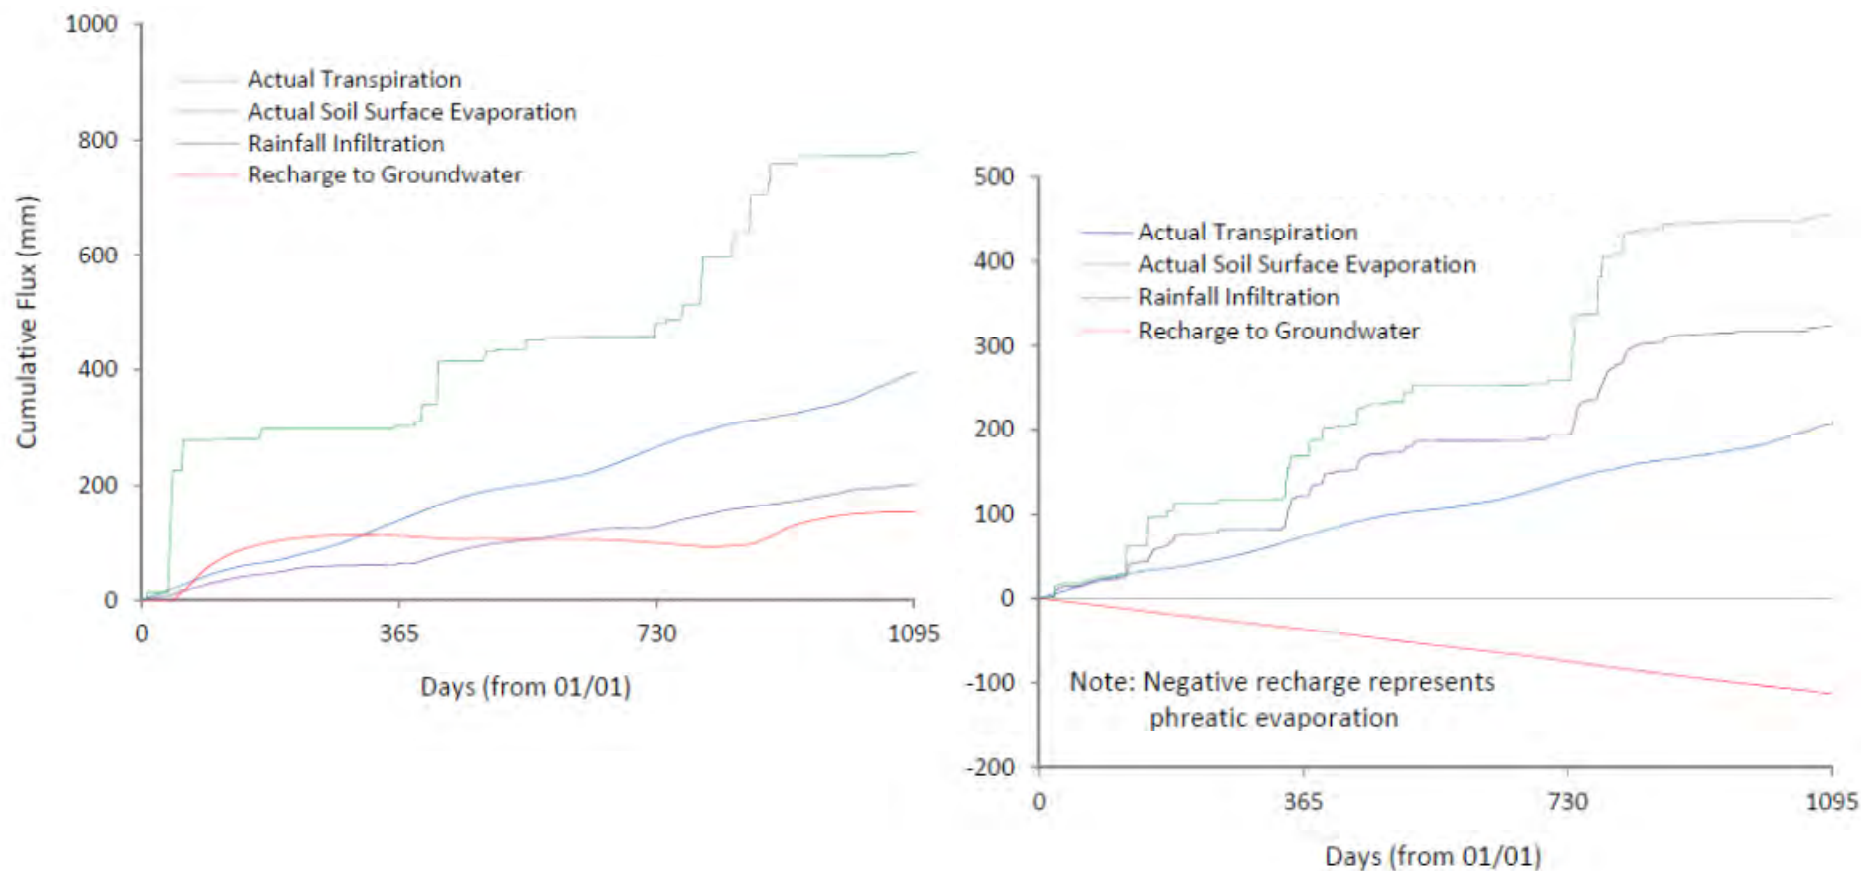 1000
800
600
400
200
0
Cumulative Flux (mm)
Actual Transpiration
Actual Soil Surface Evaporation
Rainfall Infiltration
Recharge to Groundwater
0 365 730 1095
Days (from 01/01)
500
400
300
200
100
0
-100
-200
Actual Transpiration
Actual Soil Surface Evaporation
Rainfall Infiltration
Recharge to Groundwater
Note: Negative recharge represents
phreatic evaporation
0 365 730 1095
Days (from 01/01)